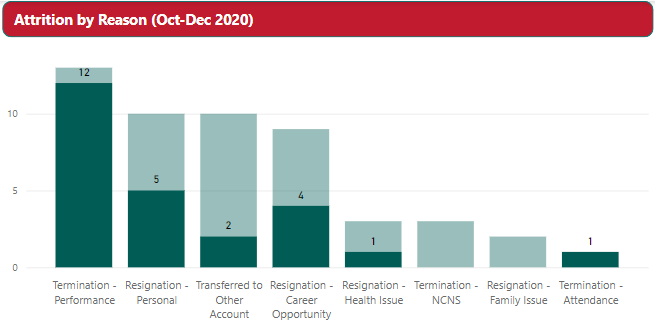 Attrition by Reason (Oct-Dec 2020)
10
5
0
12
5
2
4
1
1
Termination -
Performance
Resignation -
Personal
Transferred to
Other
Account
Resignation -
Career
Opportunity
Resignation -
Health Issue
Termination -
NCNS
Resignation -
Family Issue
Termination -
Attendance